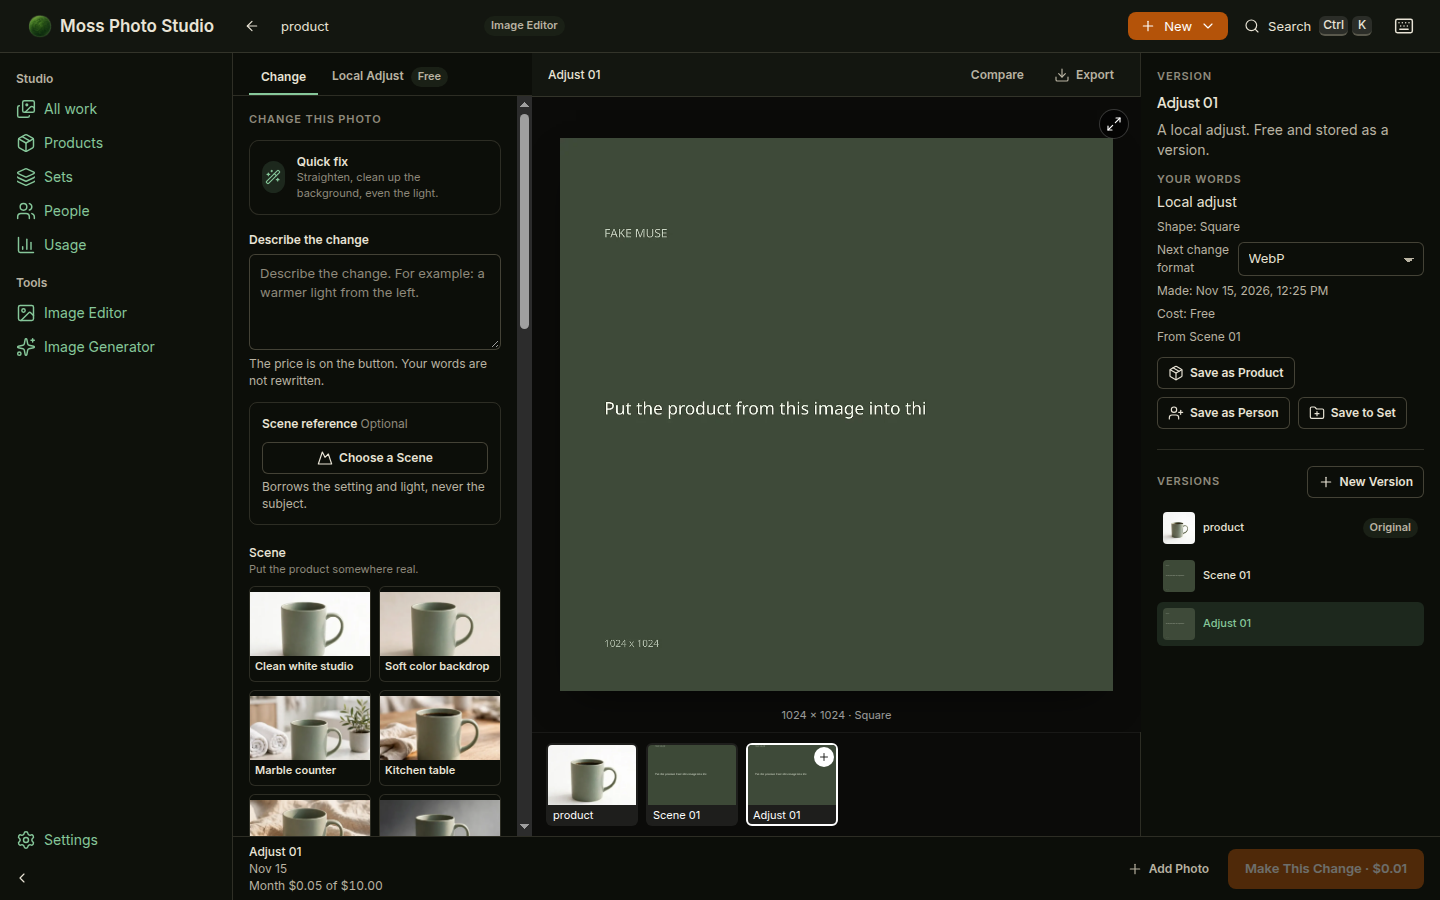 Moss Photo Studio
product
Image Editor
New
Search Ctrl K
Studio
All work
Products
Sets
People
Usage
Tools
Image Editor
Image Generator
Settings
Change
Local Adjust Free
CHANGE THIS PHOTO
Quick fix
Straighten, clean up the
background, even the light.
Describe the change
Describe the change. For example: a
warmer light from the left.
The price is on the button. Your words are
not rewritten.
Scene reference Optional
Choose a Scene
Borrows the setting and light, never the
subject.
Scene
Put the product somewhere real.
Clean white studio
Soft color backdrop
Marble counter
Kitchen table
Adjust 01
Compare
Export
FAKE MUSE
Put the product from this image into thi
1024 x 1024
1024 × 1024 · Square
product
Scene 01
Adjust 01
VERSION
Adjust 01
A local adjust. Free and stored as a
version.
YOUR WORDS
Local adjust
Shape: Square
Next change
format
WebP
Made: Nov 15, 2026, 12:25 PM
Cost: Free
From Scene 01
Save as Product
Save as Person
Save to Set
VERSIONS
New Version
product
Original
Scene 01
Adjust 01
Adjust 01
Nov 15
Month $0.05 of $10.00
Add Photo
Make This Change · $0.01